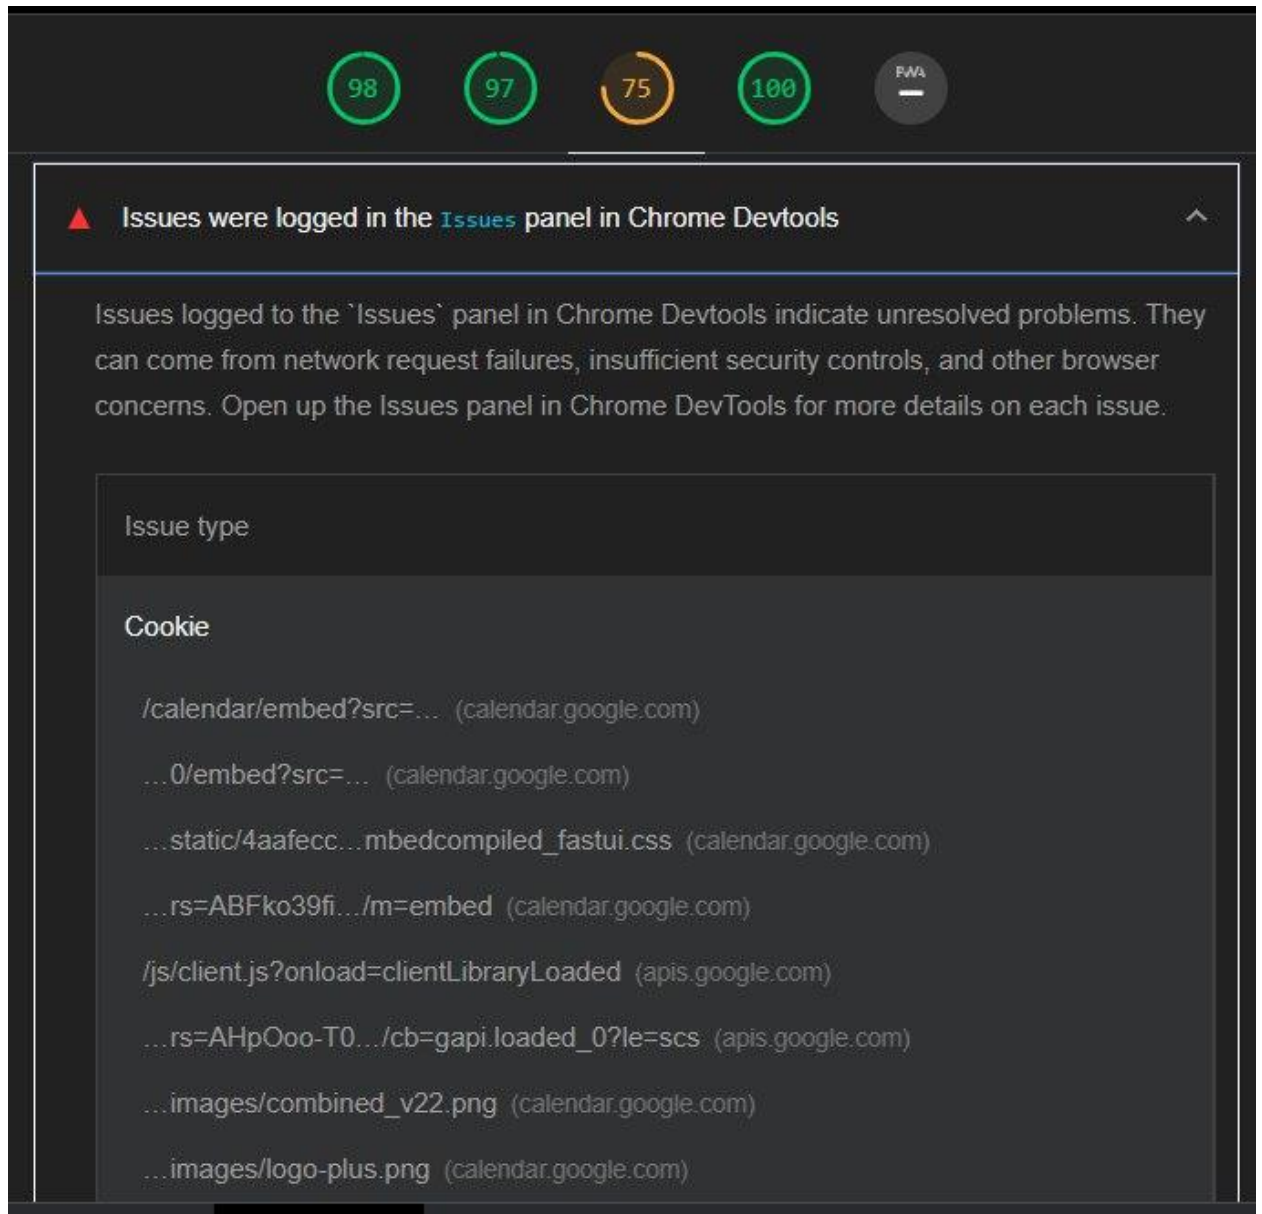 98 97 75 100 PWA
Issues were logged in the Issues panel in Chrome Devtools
Issues logged to the `Issues` panel in Chrome Devtools indicate unresolved problems. They
can come from network request failures, insufficient security controls, and other browser
concerns. Open up the Issues panel in Chrome DevTools for more details on each issue.
Issue type
Cookie
/calendar/embed?src=… (calendar.google.com)
…0/embed?src=… (calendar.google.com)
…static/4aafecc…mbedcompiled_fastui.css (calendar.google.com)
…rs=ABFko39fi…/m=embed (calendar.google.com)
/js/client.js?onload=clientLibraryLoaded (apis.google.com)
…rs=AHpOoo-T0…/cb=gapi.loaded_0?le=scs (apis.google.com)
…images/combined_v22.png (calendar.google.com)
…images/logo-plus.png (calendar.google.com)